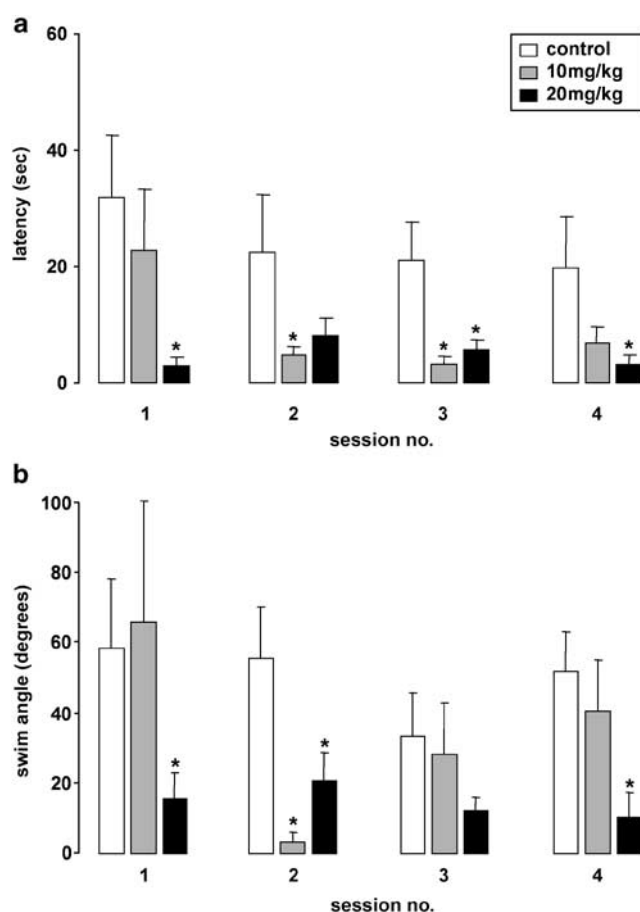 a
60
40
20
0
latency (sec)
control
10mg/kg
20mg/kg
*
* 
* *
*
1 2 3 4
session no.
b
100
80
60
40
20
0
swim angle (degrees)
*
* *
*
1 2 3 4
session no.